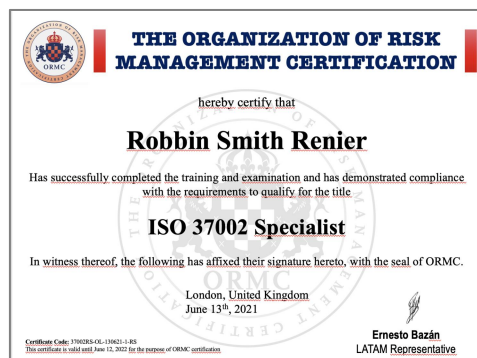 THE ORGANIZATION OF RISK
MANAGEMENT CERTIFICATION
ORMC
hereby certify that
Robbin Smith Renier
Has successfully completed the training and examination and has demonstrated compliance
with the requirements to qualify for the title
ISO 37002 Specialist
In witness thereof, the following has affixed their signature hereto, with the seal of ORMC.
ORMC
London, United Kingdom
June 13th, 2021
Ernesto Bazán
LATAM Representative
Certificate Code: 37002RS-OL-130621-1-RS
This certificate is valid until June 12, 2022 for the purpose of ORMC certification